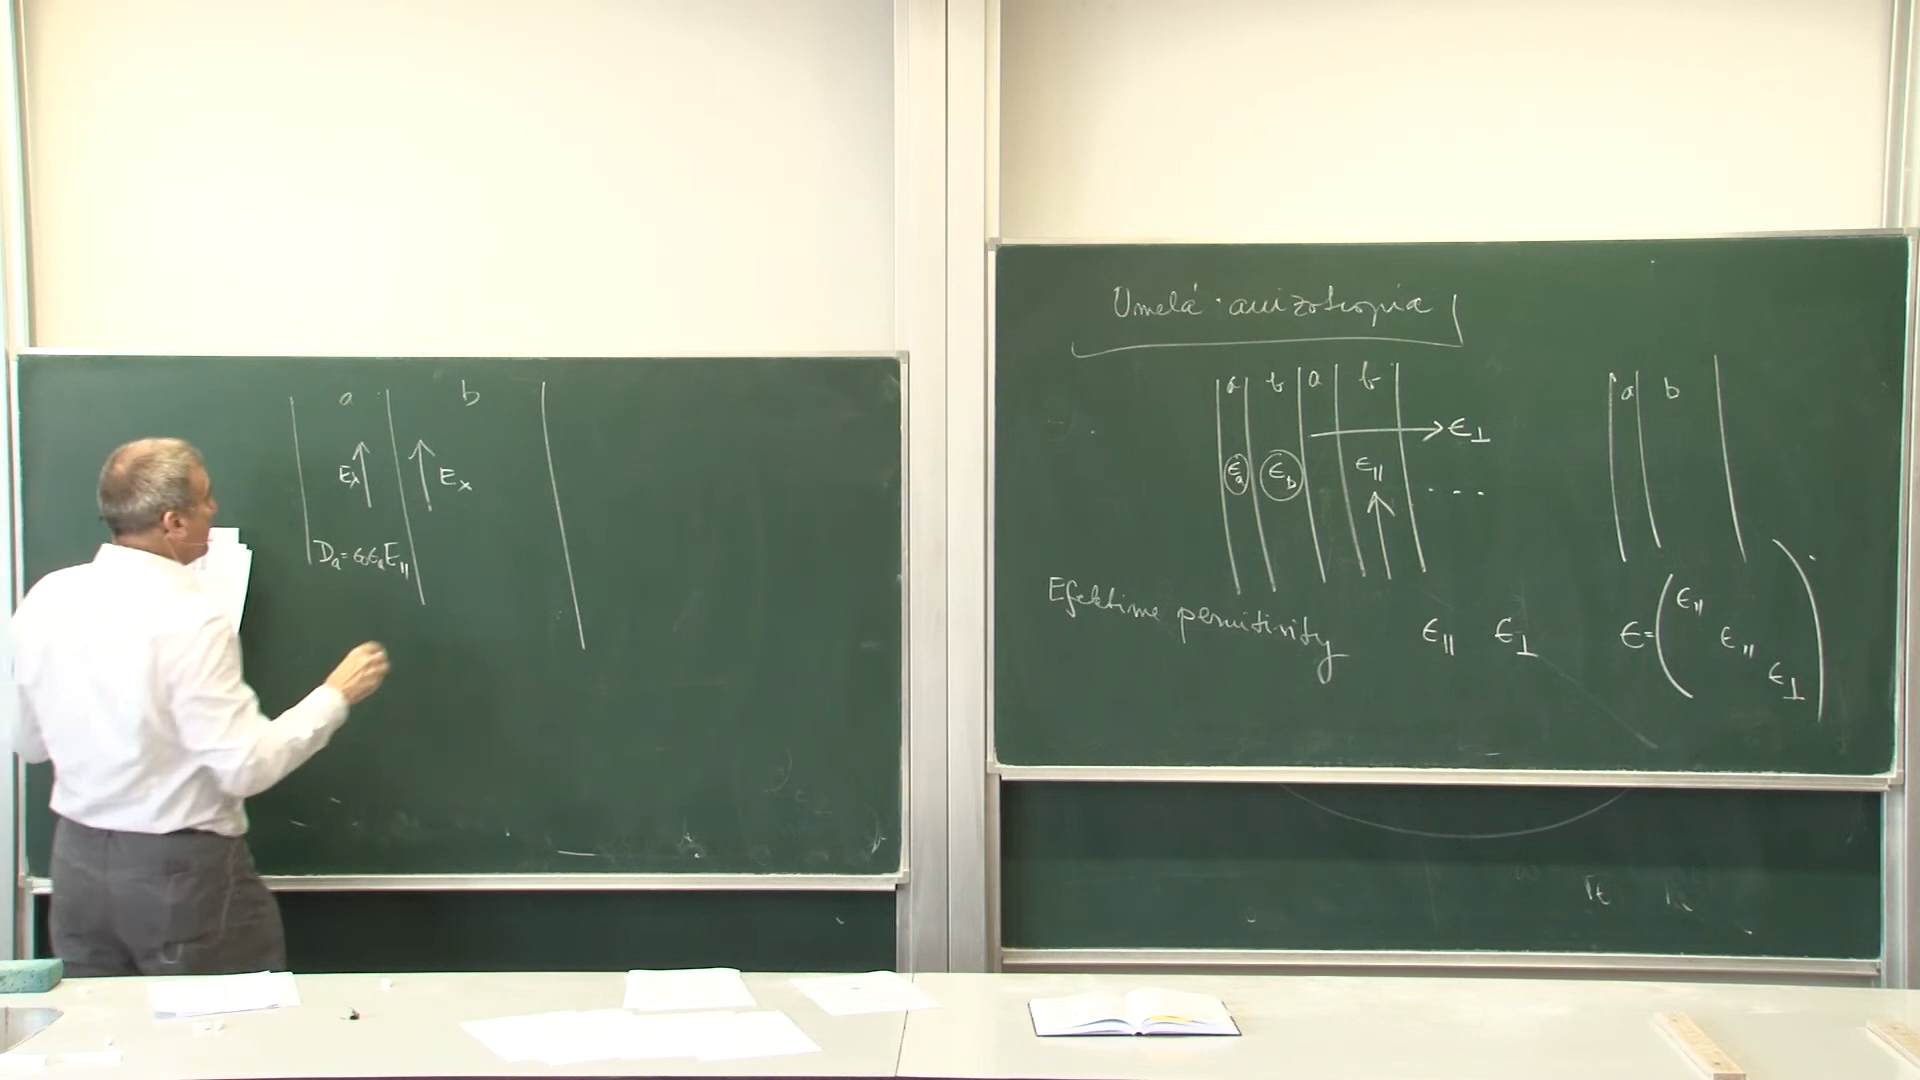 a b
Ex Ex
Da = ϵ₀ϵₐE||
Umelá anizotropia
a b a b
ϵ⊥
ϵₐ ϵb ϵ|| ...
a b
Efektívne permitivity ϵ|| ϵ⊥
ϵ = ( ϵ||
ϵ||
ϵ⊥ )